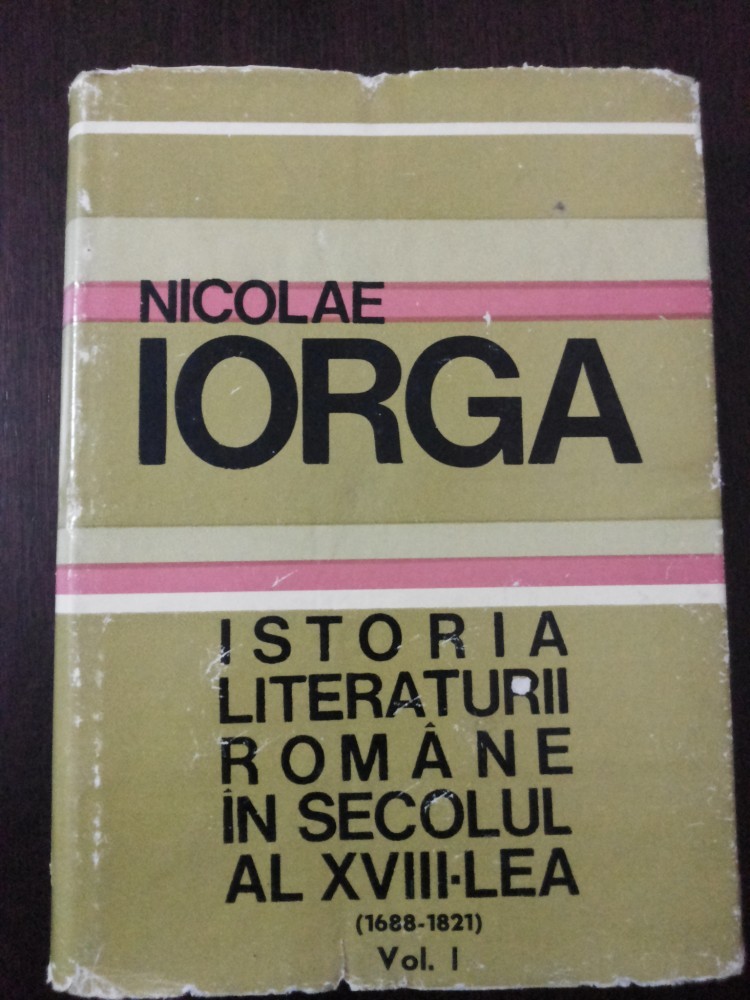 NICOLAE
IORGA
ISTORIA
LITERATURII
ROMÂNE
ÎN SECOLUL
AL XVIII-LEA
(1688-1821)
Vol. I